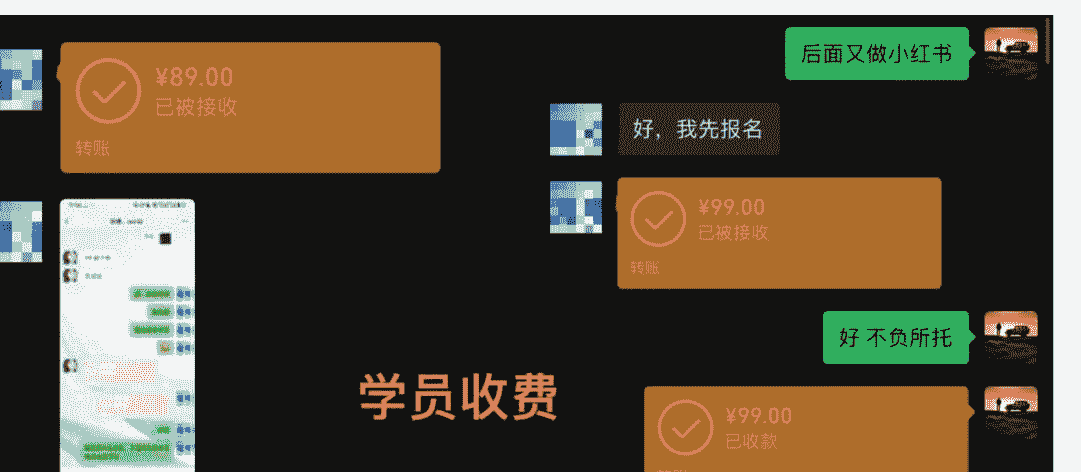 ¥89.00
已被接收
转账
后面又做小红书
好，我先报名
¥99.00
已被接收
转账
好 不负所托
学员收费
¥99.00
已收款